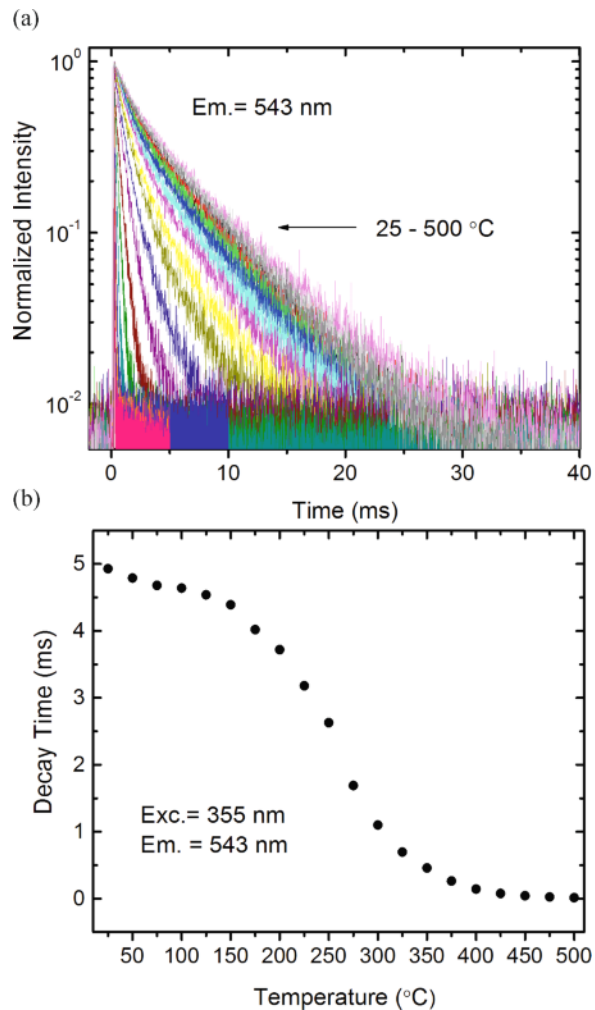 (a)
10⁰
Em.= 543 nm
10⁻¹
25 - 500 °C
10⁻²
Normalized Intensity
0 10 20 30 40
Time (ms)
(b)
5
4
3
2
1
0
Decay Time (ms)
Exc.= 355 nm
Em. = 543 nm
50 100 150 200 250 300 350 400 450 500
Temperature (°C)